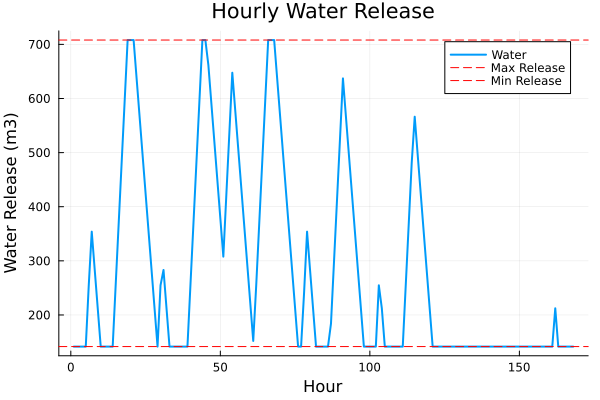 Hourly Water Release
Water Release (m3)
700
600
500
400
300
200
0
50
100
150
Hour
Water
Max Release
Min Release